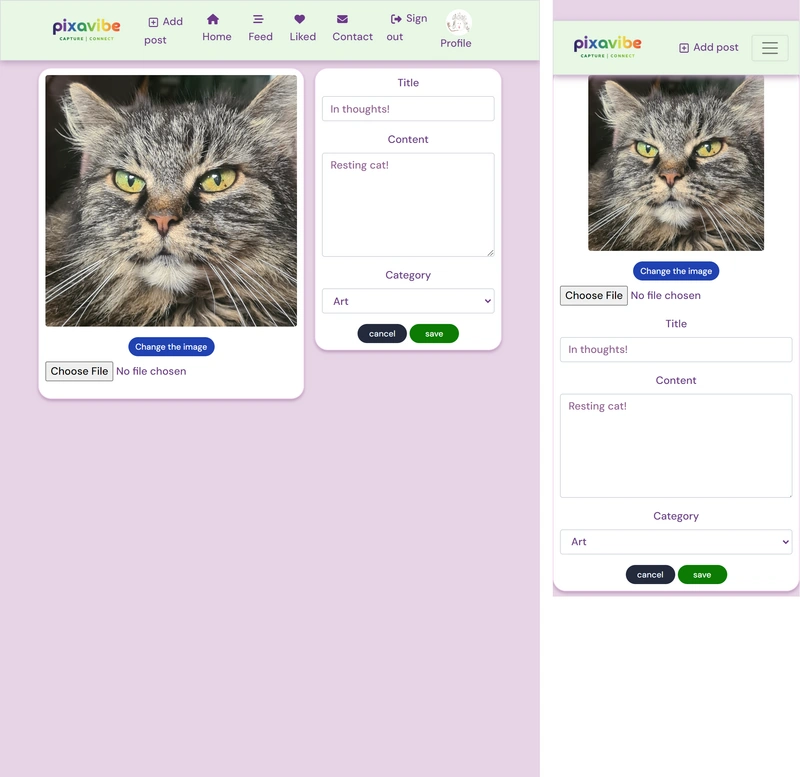 pixavibe
CAPTURE | CONNECT
Add
post
Home
Feed
Liked
Contact
Sign
out
Profile
Change the image
Choose File No file chosen
Title
In thoughts!
Content
Resting cat!
Category
Art
cancel
save
pixavibe
CAPTURE | CONNECT
Add post
Change the image
Choose File No file chosen
Title
In thoughts!
Content
Resting cat!
Category
Art
cancel
save